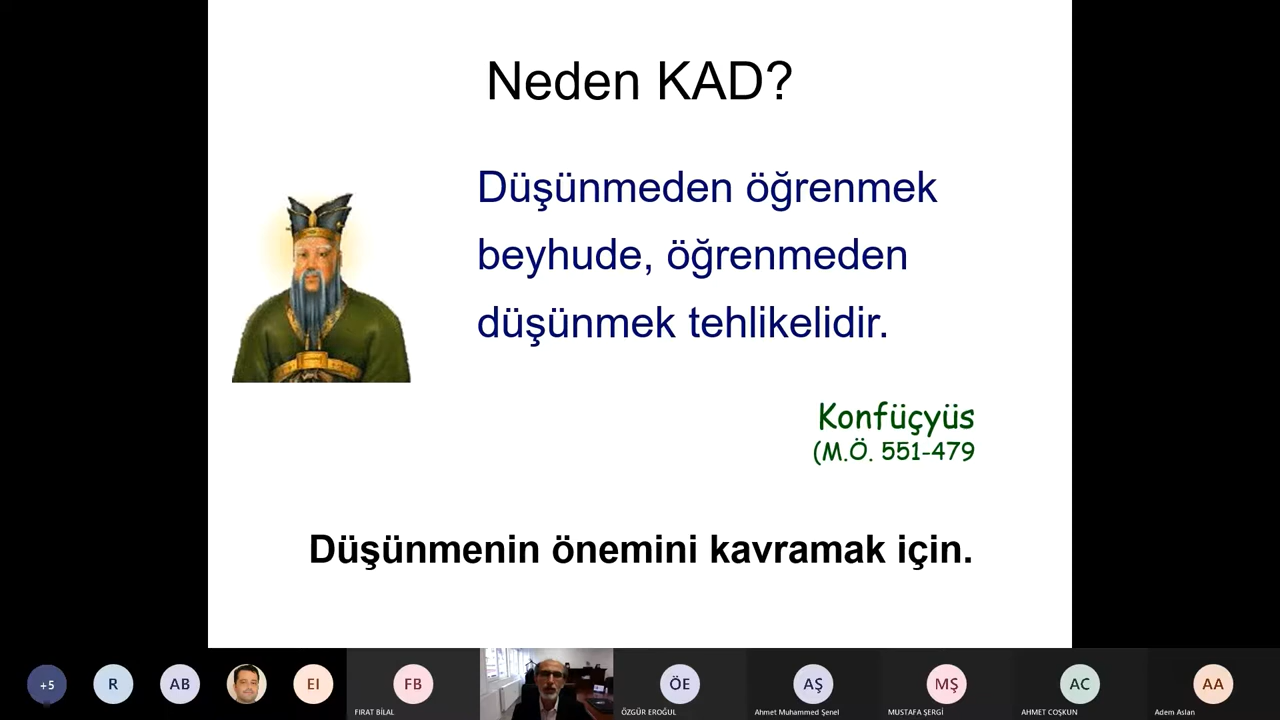 Neden KAD?
Düşünmeden öğrenmek
beyhude, öğrenmeden
düşünmek tehlikelidir.
Konfüçyüs
(M.Ö. 551-479
Düşünmenin önemini kavramak için.
+5
R
AB
EI
FB
ÖE
AŞ
MŞ
AC
AA
FIRAT BİLAL
ÖZGÜR EROĞUL
Ahmet Muhammed Şenel
MUSTAFA ŞERGİ
AHMET COŞKUN
Adem Aslan